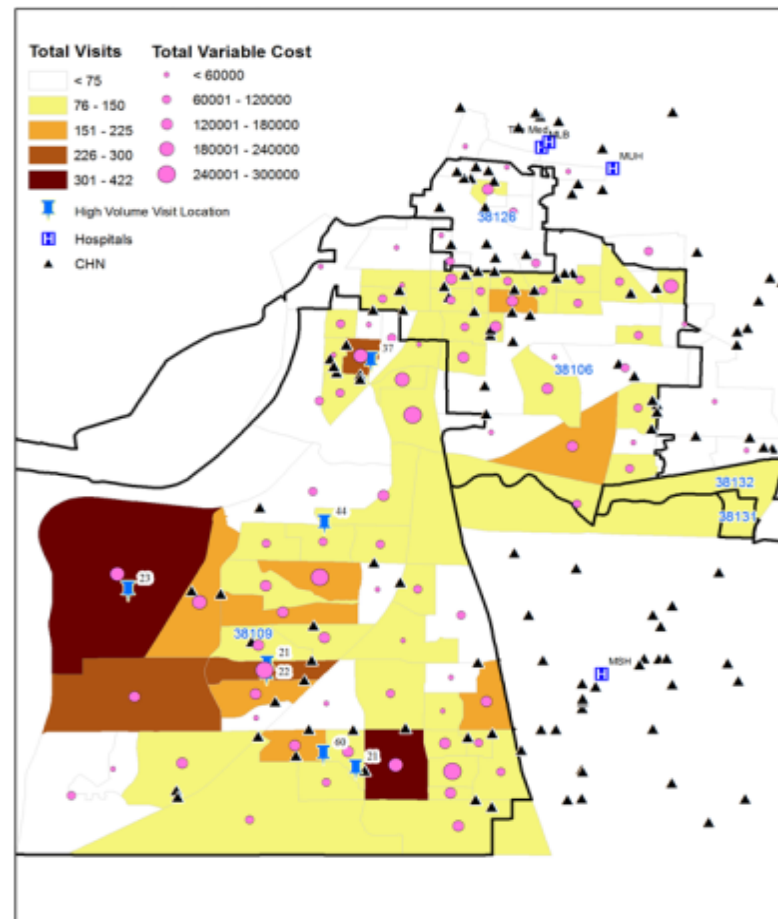 Total Visits
< 75
76 - 150
151 - 225
226 - 300
301 - 422
High Volume Visit Location
Hospitals
CHN
Total Variable Cost
< 60000
60001 - 120000
120001 - 180000
180001 - 240000
240001 - 300000
MLB
MUH
38126
37
38106
38132
38131
44
23
38109
21
22
MSH
60
21